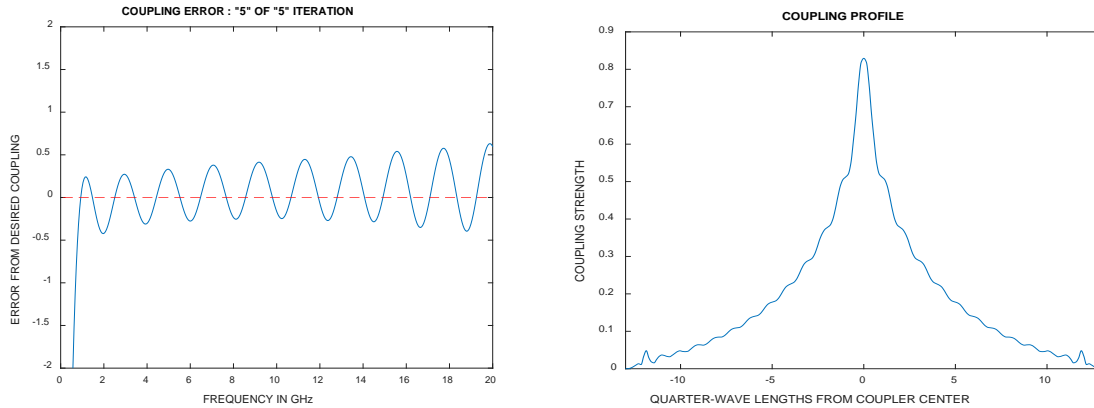 COUPLING ERROR : "5" OF "5" ITERATION
2
1.5
1
0.5
0
-0.5
-1
-1.5
-2
ERROR FROM DESIRED COUPLING
0 2 4 6 8 10 12 14 16 18 20
FREQUENCY IN GHz
COUPLING PROFILE
0.9
0.8
0.7
0.6
0.5
0.4
0.3
0.2
0.1
0
COUPLING STRENGTH
-10 -5 0 5 10
QUARTER-WAVE LENGTHS FROM COUPLER CENTER